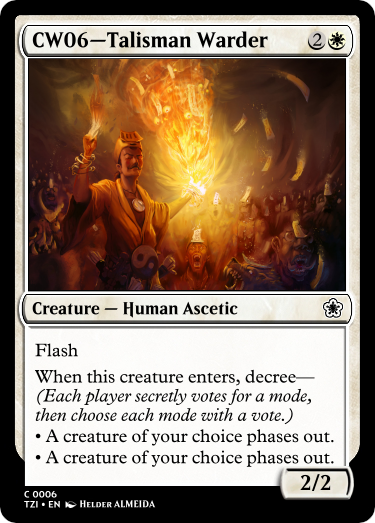 CW06—Talisman Warder 2
Creature — Human Ascetic
Flash
When this creature enters, decree—
(Each player secretly votes for a mode,
then choose each mode with a vote.)
• A creature of your choice phases out.
• A creature of your choice phases out.
2/2
C 0006
TZI • EN Helder ALMEIDA